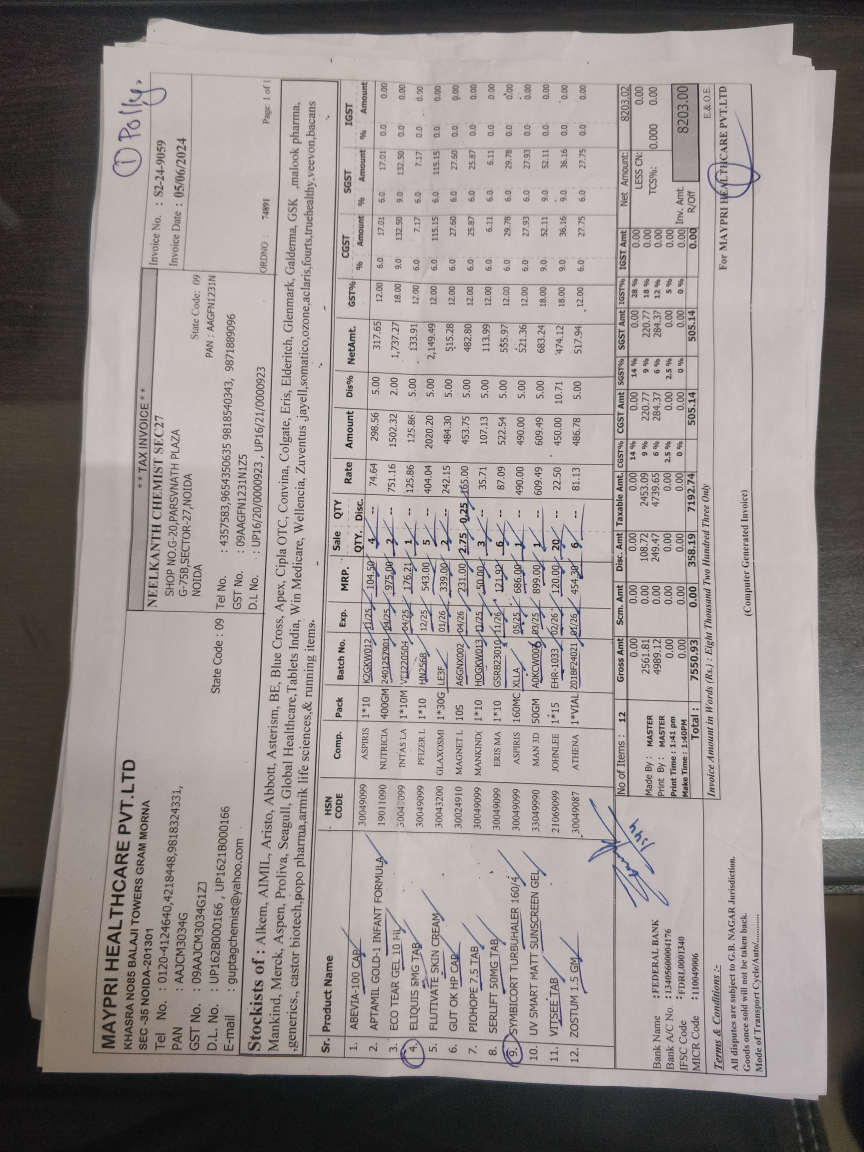 MAYPRI HEALTHCARE PVT.LTD
KHASRA NO85 BALAJI TOWERS GRAM MORNA
SEC -35 NOIDA-201301
Tel No. : 0120-4124640,4218448,9818324331,
PAN : AAJCM3034G
GST No. : 09AAJCM3034G1ZJ
D.L. No. : UP162B000166 , UP1621B000166
E-mail : guptagchemist@yahoo.com
State Code : 09
**TAX INVOICE**
NEELKANTH CHEMIST SEC27
SHOP NO.G-20,PARSVNATH PLAZA
G-75B,SECTOR-27,NOIDA
NOIDA
State Code: 09
PAN : AAGFN1231N
Tel No : 4357583,9654350635 9818540343, 9871889096
GST No. : 09AAGFN1231N1Z5
D.L No. : UP16/20/0000923 , UP16/21/0000923
① Polly.
Invoice No. : S2-24-9059
Invoice Date : 05/06/2024
ORDNO : 74891 Page 1 of 1
Stockists of : Alkem, AIMIL, Aristo, Abbott, Asterism, BE, Blue Cross, Apex, Cipla OTC, Convina, Colgate, Eris, Elderitch, Glenmark, Galderma, GSK ,malook pharma,
Mankind, Merck, Aspen, Proliva, Seagull, Global Healthcare,Tablets India, Win Medicare, Wellencia, Zuventus ,jayell,somatico,ozone,aclaris,fourts,truehealthy,veevon,bacans
,generics., castor biotech,popo pharma,armik life sciences,& running items.
Sr. Product Name HSN CODE Comp. Pack Batch No. Exp. MRP. Sale QTY. QTY Disc. Rate Amount Dis% NetAmt. GST% CGST % Amount SGST % Amount IGST % Amount
1. ABEVIA-100 CAP 30049099 ASPIRIS 1*10 K2GKW012 11/25 104.50 4 -- 74.64 298.56 5.00 317.65 12.00 6.0 17.01 6.0 17.01 0.0 0.00
2. APTAMIL GOLD-1 INFANT FORMULA 19011090 NUTRICIA 400GM 2401257901 975.00 2 -- 751.16 1502.32 2.00 1,737.27 18.00 9.0 132.50 9.0 132.50 0.0 0.00
3. ECO TEAR GEL 10 ML 30049099 INTAS LA 1*10M 04/25 176.21 1 -- 125.86 125.86 5.00 133.91 12.00 6.0 7.17 6.0 7.17 0.0 0.00
4. ELIQUIS 5MG TAB 30049099 PFIZER L 1*10 HN2568 12/25 543.00 5 -- 404.04 2020.20 5.00 2,149.49 12.00 6.0 115.15 6.0 115.15 0.0 0.00
5. FLUTIVATE SKIN CREAM 30043200 GLAXOSMI 1*30G LE3F 01/26 339.00 2 -- 242.15 484.30 5.00 515.28 12.00 6.0 27.60 6.0 27.60 0.0 0.00
6. GUT OK HP CAP 30024910 MAGNET L 10S A6GNX002 04/26 231.00 2.75 0.25 165.00 453.75 5.00 482.80 12.00 6.0 25.87 6.0 25.87 0.0 0.00
7. PIOHOPE 7.5 TAB 30049099 MANKIND( 1*10 11/25 50.00 3 -- 35.71 107.13 5.00 113.99 12.00 6.0 6.11 6.0 6.11 0.0 0.00
8. SERLIFT 50MG TAB 30049099 ERIS MA 1*10 GSRB23010 11/26 121.92 6 -- 87.09 522.54 5.00 555.97 12.00 6.0 29.78 6.0 29.78 0.0 0.00
9. SYMBICORT TURBUHALER 160/4 30049099 ASPIRIS 160MC XLLA 05/25 686.00 1 -- 490.00 490.00 5.00 521.36 12.00 6.0 27.93 6.0 27.93 0.0 0.00
10. UV SMART MATT SUNSCREEN GEL 33049990 MAN 3D 50GM 01/25 899.00 1 -- 609.49 609.49 5.00 683.24 18.00 9.0 52.11 9.0 52.11 0.0 0.00
11. VITSEE TAB 21069099 JOHNLEE 1*15 EHR-1033 02/26 120.00 20 -- 22.50 450.00 10.71 474.12 18.00 9.0 36.16 9.0 36.16 0.0 0.00
12. ZOSTUM 1.5 GM 30049087 ATHENA 1*VIAL Z01BF24021 01/26 454.30 6 -- 81.13 486.78 5.00 517.94 12.00 6.0 27.75 6.0 27.75 0.0 0.00
No of Items : 12 Gross Amt Scm. Amt Disc. Amt Taxable Amt. CGST% CGST Amt SGST% SGST Amt IGST% IGST Amt Net Amount: 8203.02
0.00 0.00 0.00 0.00 14 % 0.00 14 % 0.00 28 % 0.00 LESS CN: 0.00
Made By : MASTER 2561.81 0.00 108.72 2453.09 9 % 220.77 9 % 220.77 18 % 0.00 TCS%: 0.000 0.00
Print By : MASTER 4989.12 0.00 249.47 4739.65 6 % 284.37 6 % 284.37 12 % 0.00
Print Time : 1:41 pm 0.00 0.00 0.00 0.00 2.5 % 0.00 2.5 % 0.00 5 % 0.00
Make Time : 1:40PM 0.00 0.00 0.00 0.00 0 % 0.00 0 % 0.00 0 % 0.00 Inv. Amt. 8203.00
Total : 7550.93 0.00 358.19 7192.74 505.14 505.14 0.00 R/Off
Invoice Amount in Words (Rs.) : Eight Thousand Two Hundred Three Only E.& O.E.
Bank Name : FEDERAL BANK
Bank A/C No. : 13405600004176
IFSC Code : FDRL0001340
MICR Code : 110049006
(Computer Generated Invoice)
For MAYPRI HEALTHCARE PVT.LTD
Terms & Conditions :-
All disputes are subject to G.B. NAGAR Jurisdiction.
Goods once sold will not be taken back.
Mode of Transport Cycle/Auto/............